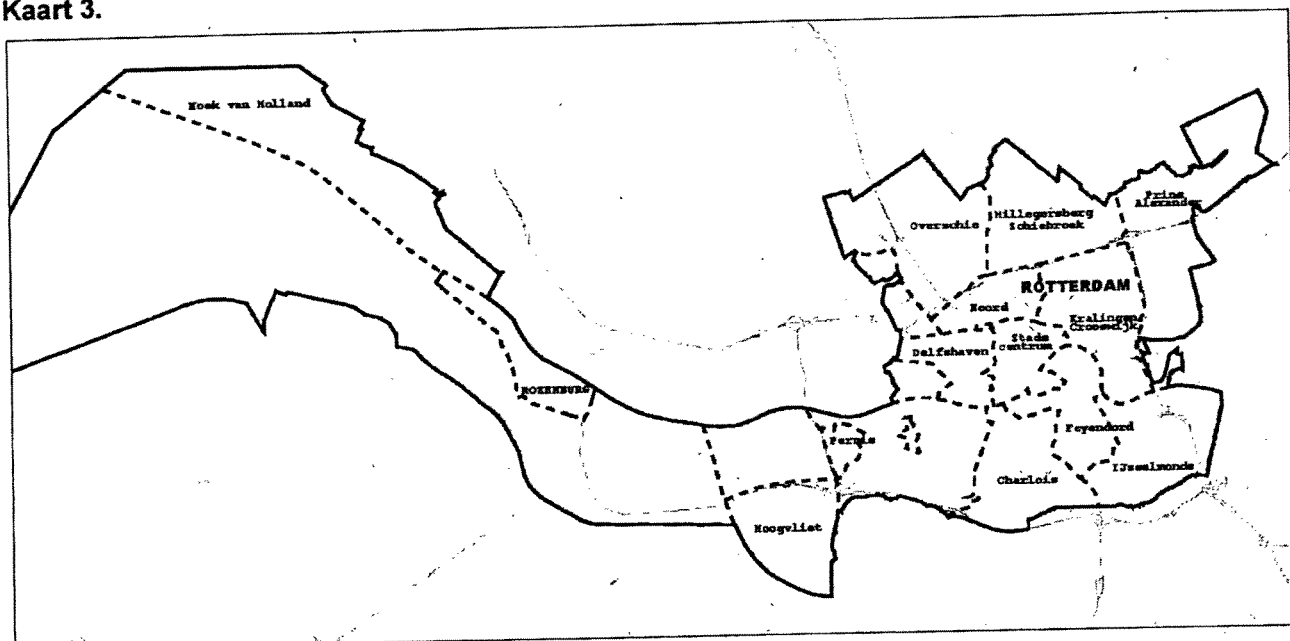 Kaart 3.
Hoek van Holland
Prins
Alexander
Overschie
Hillegersberg
Schiebroek
ROTTERDAM
Noord
Kralingen
Crooswijk
Stads
Centrum
Delfshaven
ROZENBURG
Pernis
Feyenoord
Charlois
IJsselmonde
Hoogvliet